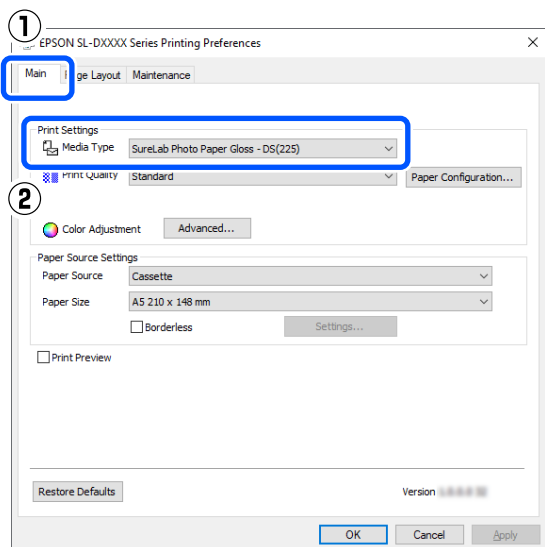 1
EPSON SL-DXXXX Series Printing Preferences
Main ge Layout Maintenance
Print Settings
Media Type SureLab Photo Paper Gloss - DS(225)
Print Quality Standard Paper Configuration...
2
Color Adjustment Advanced...
Paper Source Settings
Paper Source Cassette
Paper Size A5 210 x 148 mm
Borderless Settings...
Print Preview
Restore Defaults Version
OK Cancel Apply